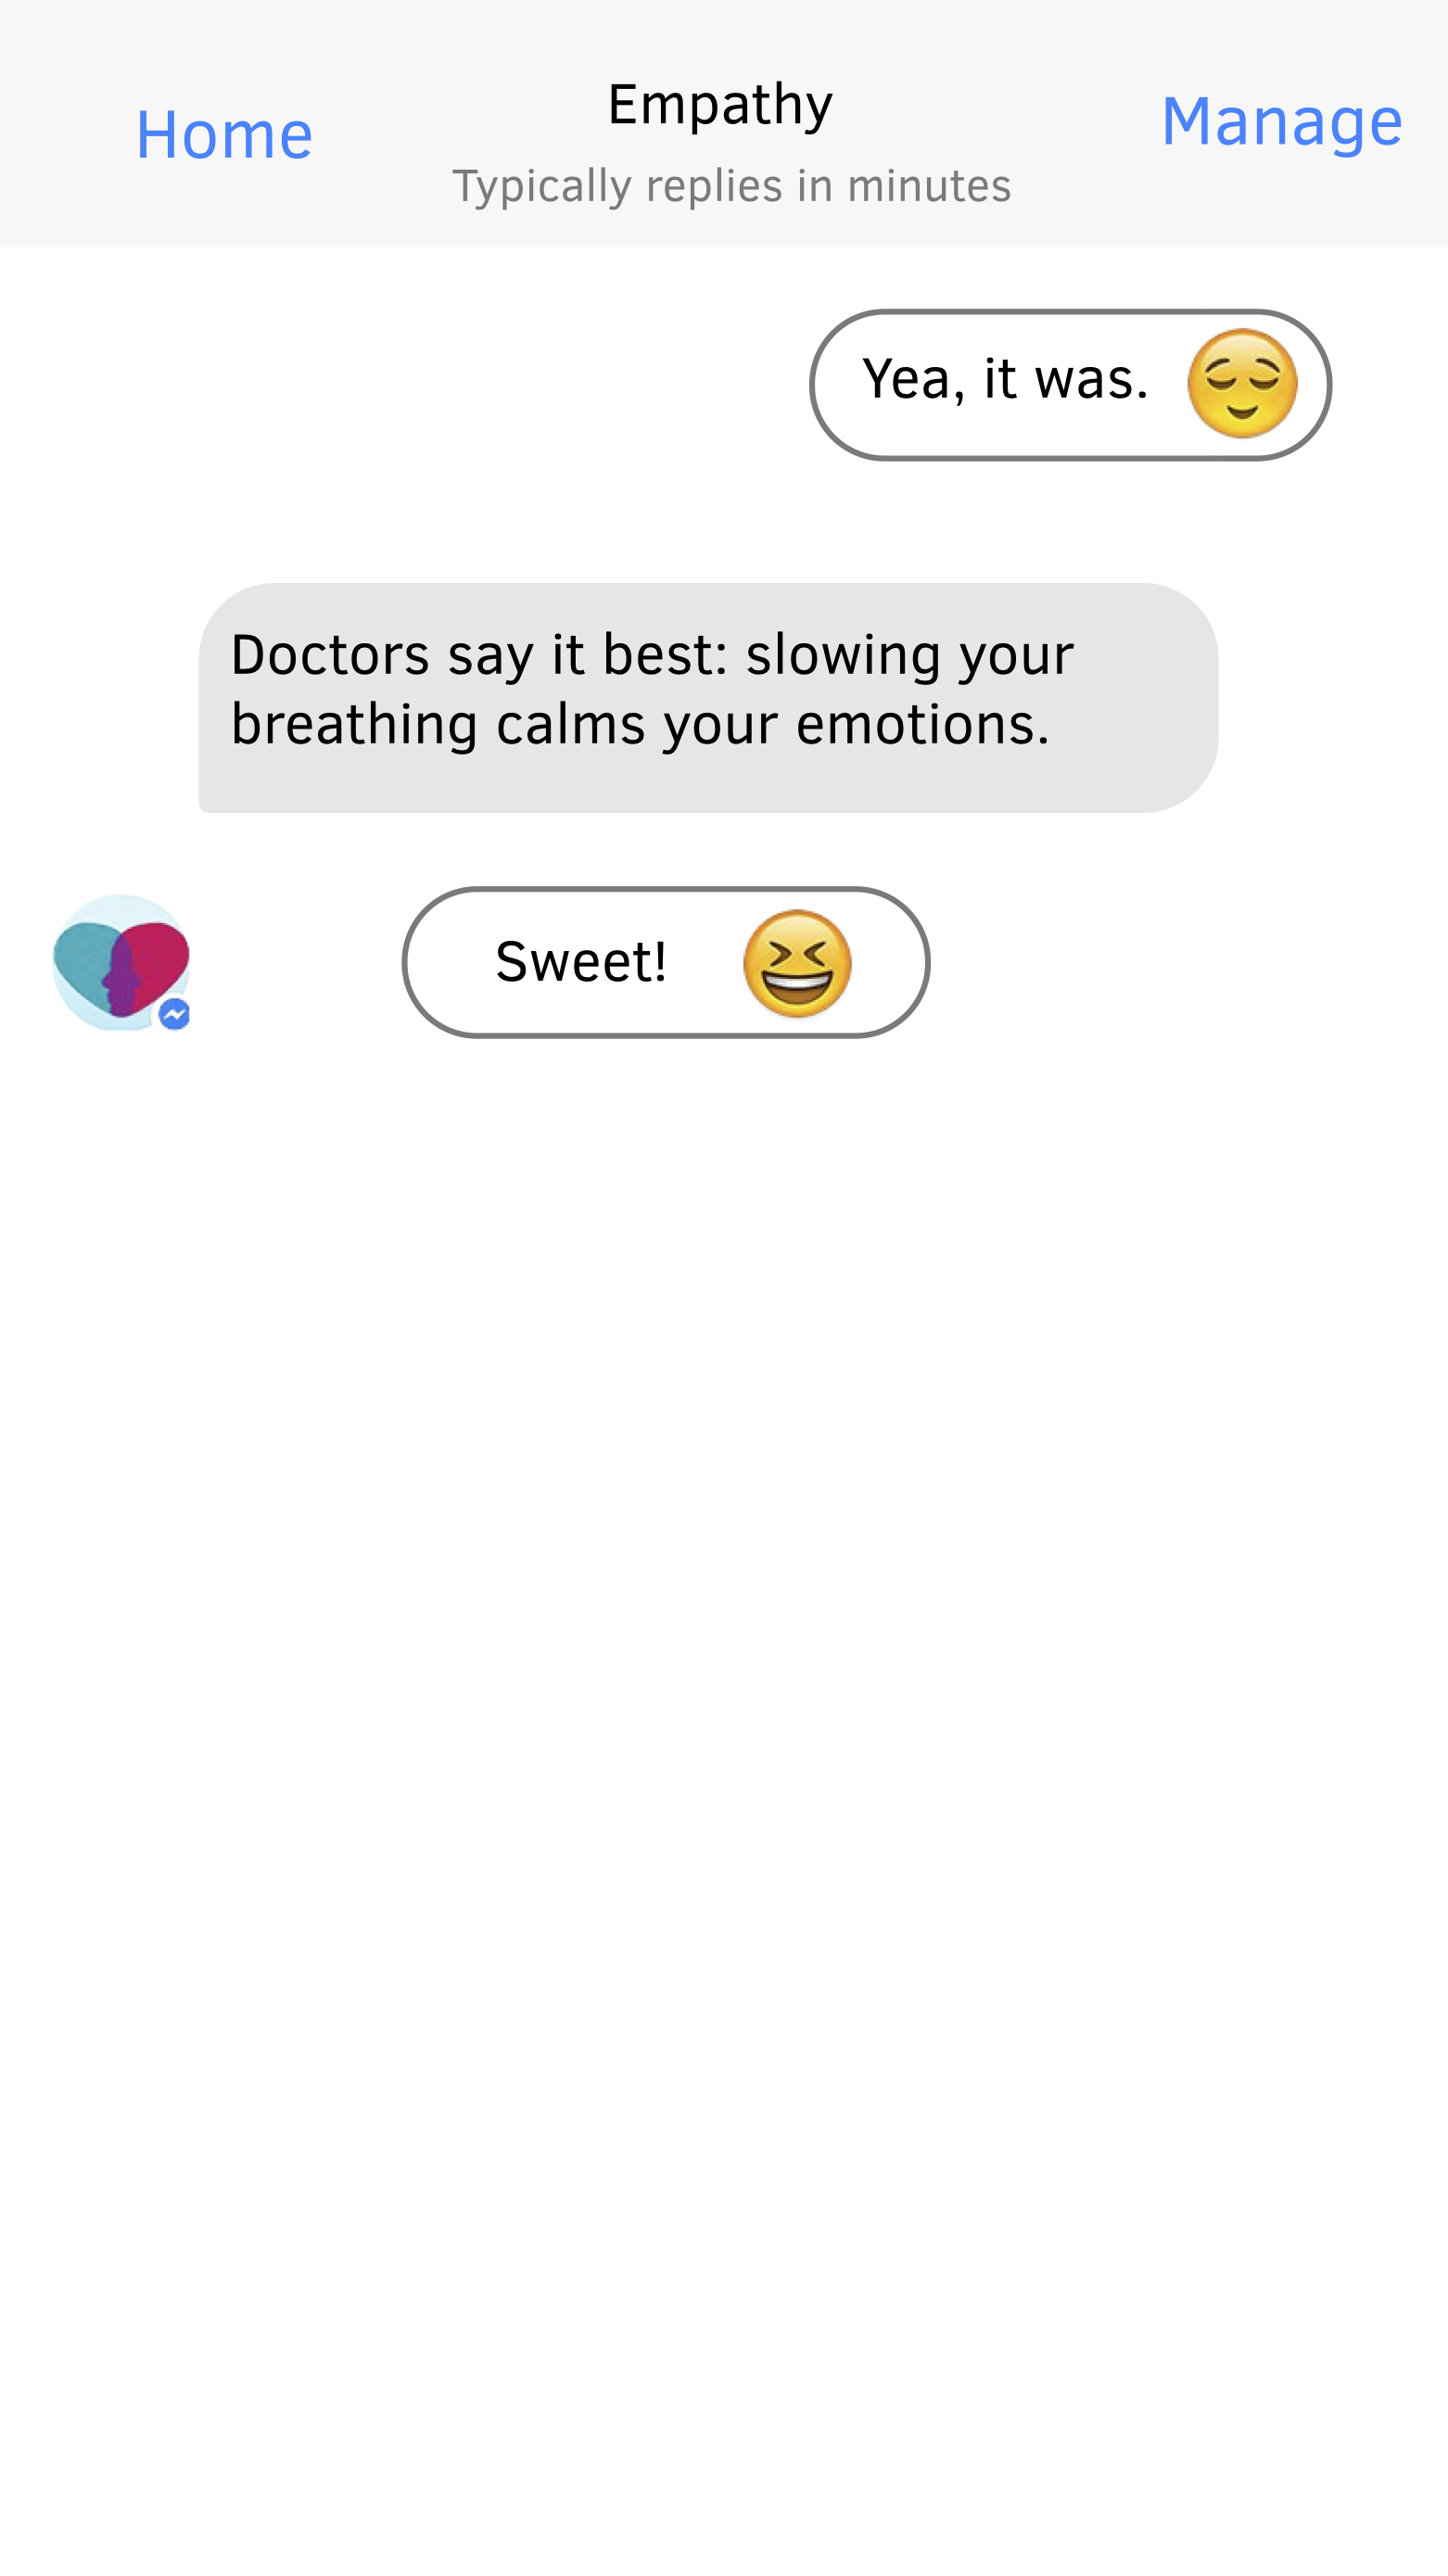 Home
Empathy
Manage
Typically replies in minutes
Yea, it was. 😌
Doctors say it best: slowing your
breathing calms your emotions.
Sweet! 😆